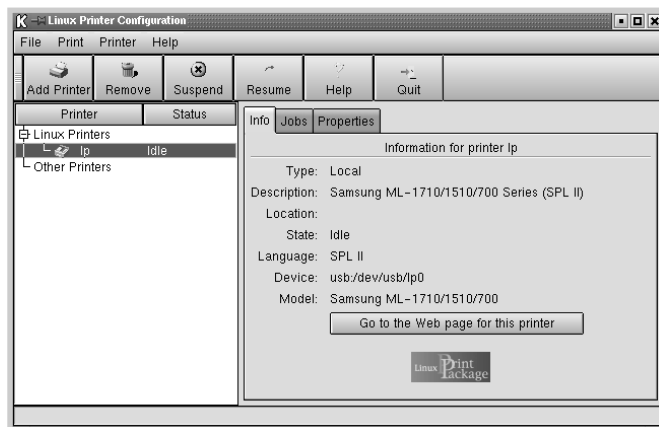 Linux Printer Configuration
File Print Printer Help
Add Printer Remove Suspend Resume Help Quit
Printer Status
Linux Printers
lp Idle
Other Printers
Info Jobs Properties
Information for printer lp
Type: Local
Description: Samsung ML-1710/1510/700 Series (SPL II)
Location:
State: Idle
Language: SPL II
Device: usb:/dev/usb/lp0
Model: Samsung ML-1710/1510/700
Go to the Web page for this printer
Linux Print Package